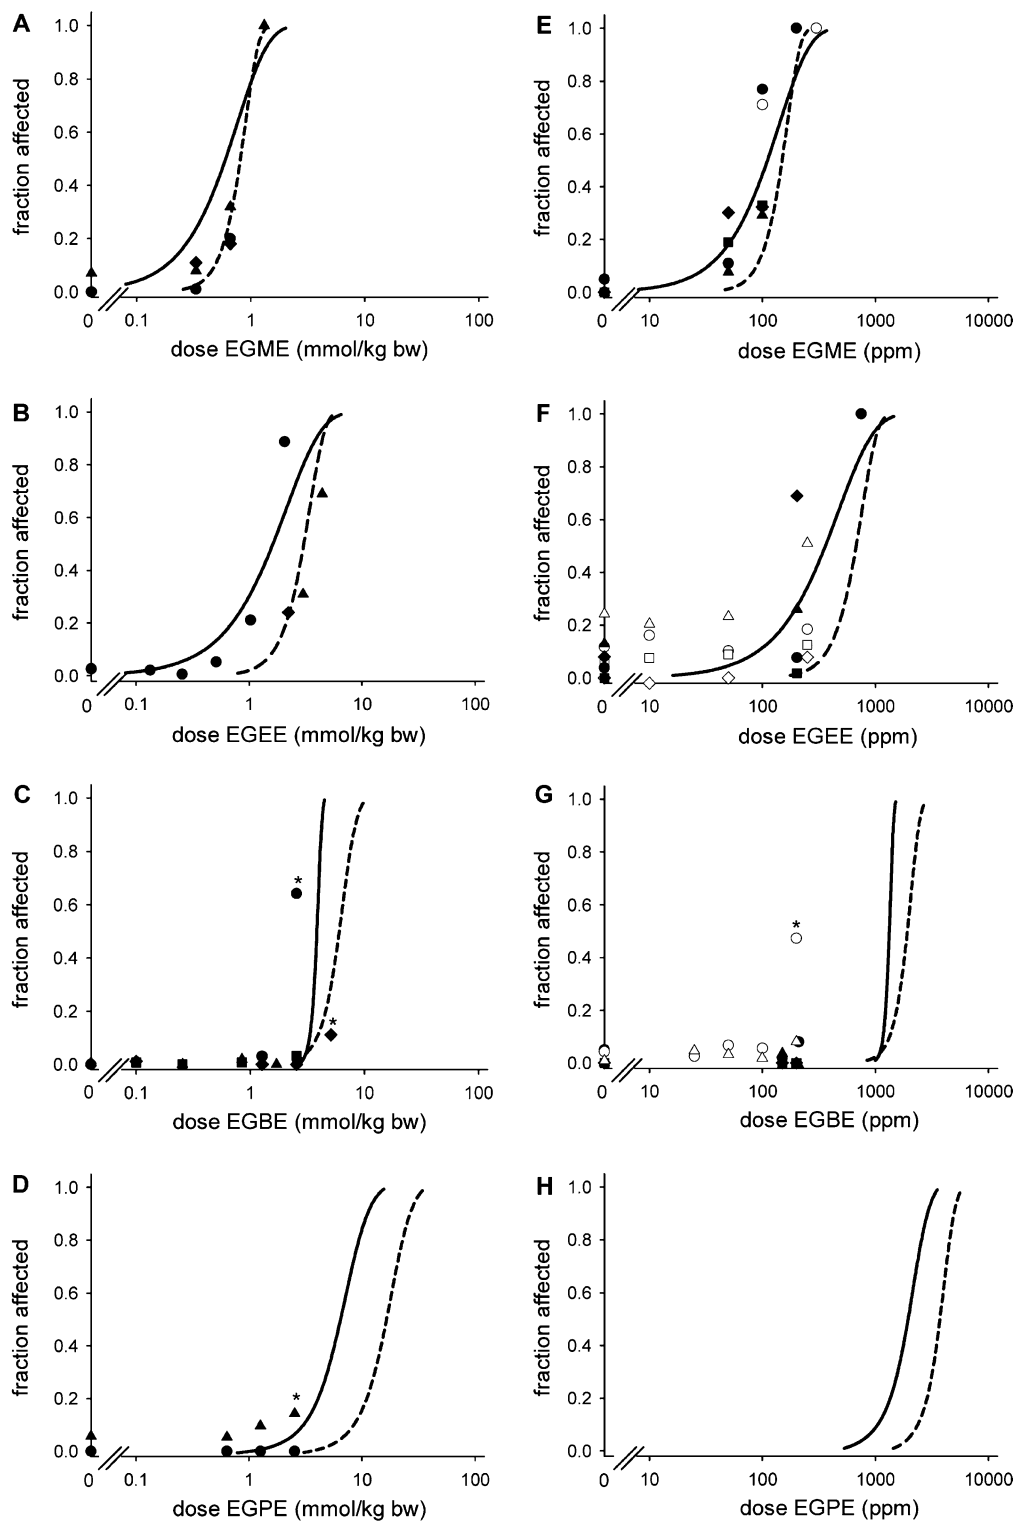 A
fraction affected
1.0
0.8
0.6
0.4
0.2
0.0
0 0.1 1 10 100
dose EGME (mmol/kg bw)
E
fraction affected
1.0
0.8
0.6
0.4
0.2
0.0
0 10 100 1000 10000
dose EGME (ppm)
B
fraction affected
1.0
0.8
0.6
0.4
0.2
0.0
0 0.1 1 10 100
dose EGEE (mmol/kg bw)
F
fraction affected
1.0
0.8
0.6
0.4
0.2
0.0
0 10 100 1000 10000
dose EGEE (ppm)
C
fraction affected
1.0
0.8
0.6
0.4
0.2
0.0
*
*
0 0.1 1 10 100
dose EGBE (mmol/kg bw)
G
fraction affected
1.0
0.8
0.6
0.4
0.2
0.0
*
0 10 100 1000 10000
dose EGBE (ppm)
D
fraction affected
1.0
0.8
0.6
0.4
0.2
0.0
*
0 0.1 1 10 100
dose EGPE (mmol/kg bw)
H
fraction affected
1.0
0.8
0.6
0.4
0.2
0.0
0 10 100 1000 10000
dose EGPE (ppm)